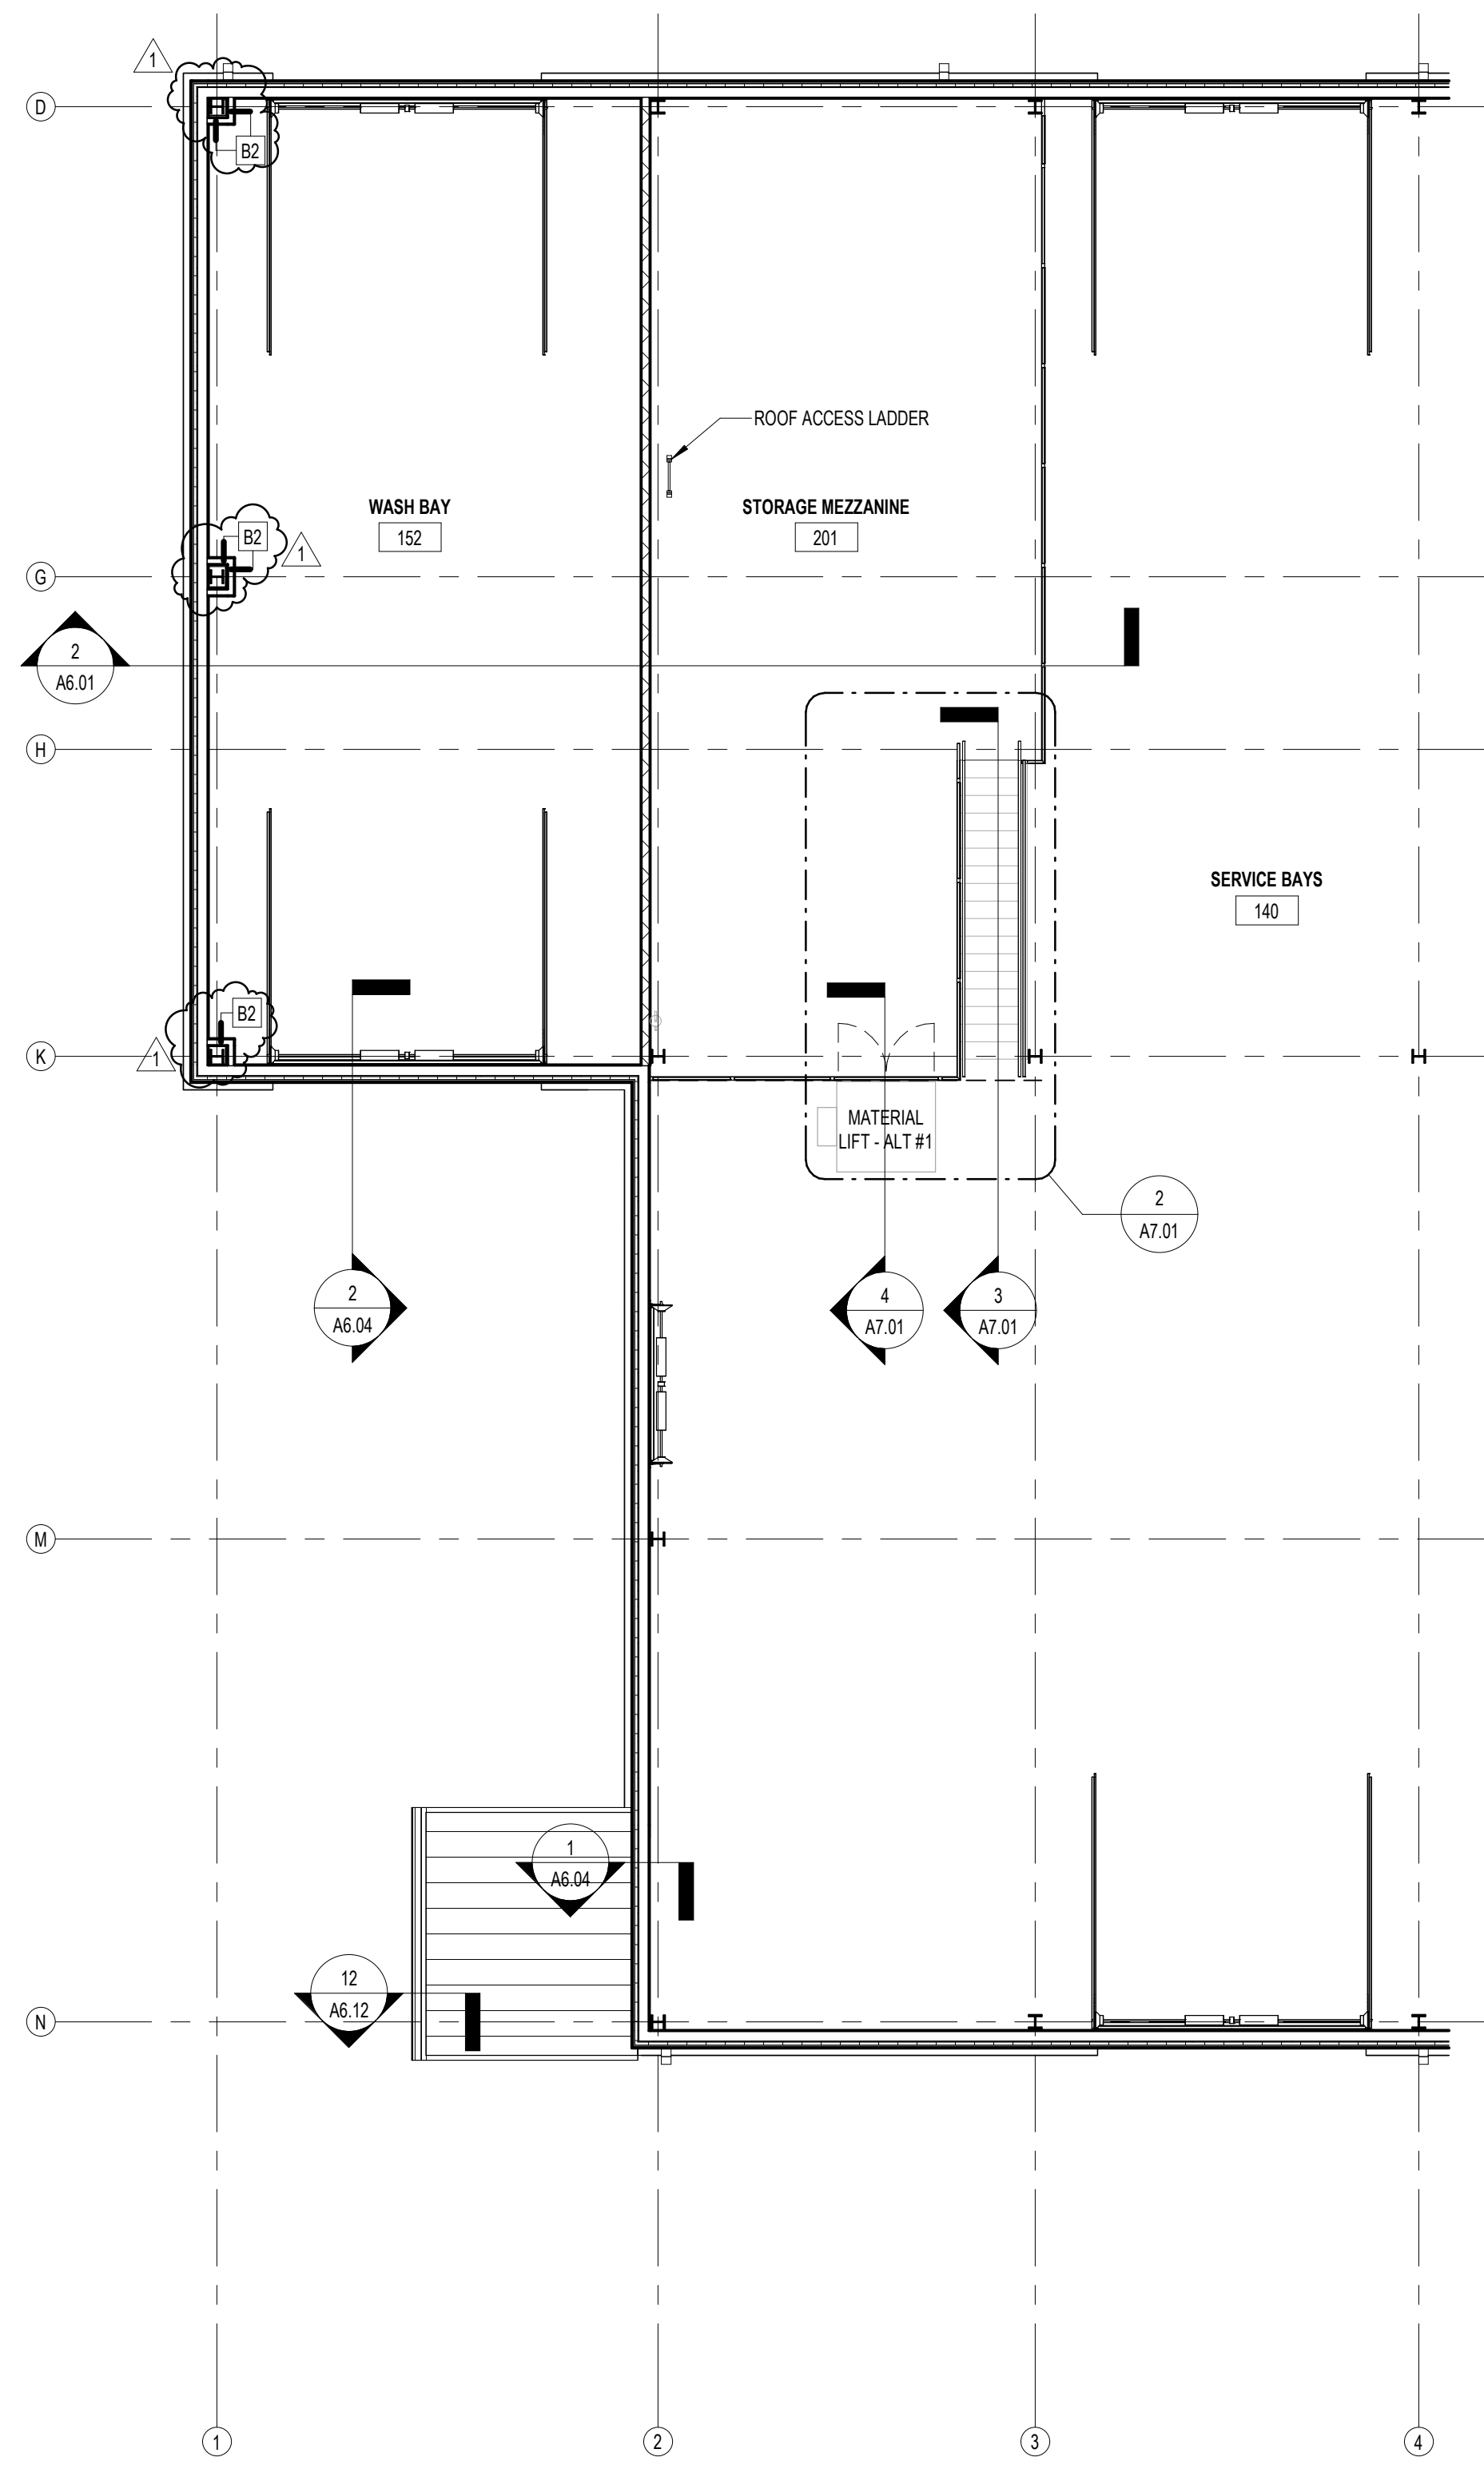 1
D
B2
ROOF ACCESS LADDER
WASH BAY
152
STORAGE MEZZANINE
201
B2
1
G
2
A6.01
H
SERVICE BAYS
140
B2
K
1
MATERIAL
LIFT - ALT #1
2
A7.01
2
A6.04
4
A7.01
3
A7.01
M
1
A6.04
12
A6.12
N
1
2
3
4